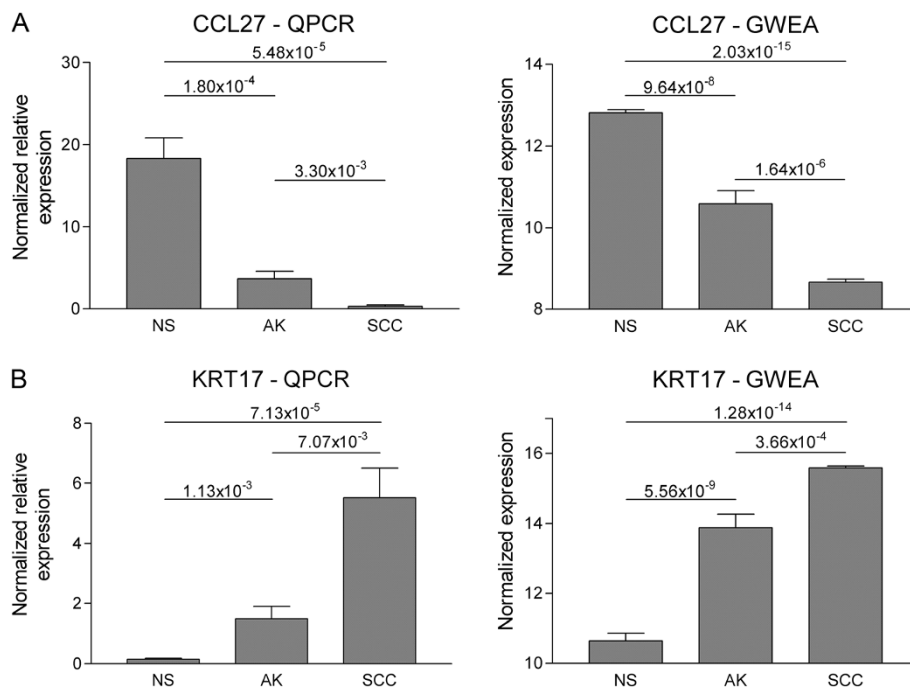 A
CCL27 - QPCR
5.48x10⁻⁵
1.80x10⁻⁴
3.30x10⁻³
Normalized relative
expression
30
20
10
0
NS AK SCC
CCL27 - GWEA
2.03x10⁻¹⁵
9.64x10⁻⁸
1.64x10⁻⁶
Normalized expression
14
12
10
8
NS AK SCC
B
KRT17 - QPCR
7.13x10⁻⁵
7.07x10⁻³
1.13x10⁻³
Normalized relative
expression
8
6
4
2
0
NS AK SCC
KRT17 - GWEA
1.28x10⁻¹⁴
3.66x10⁻⁴
5.56x10⁻⁹
Normalized expression
16
14
12
10
NS AK SCC